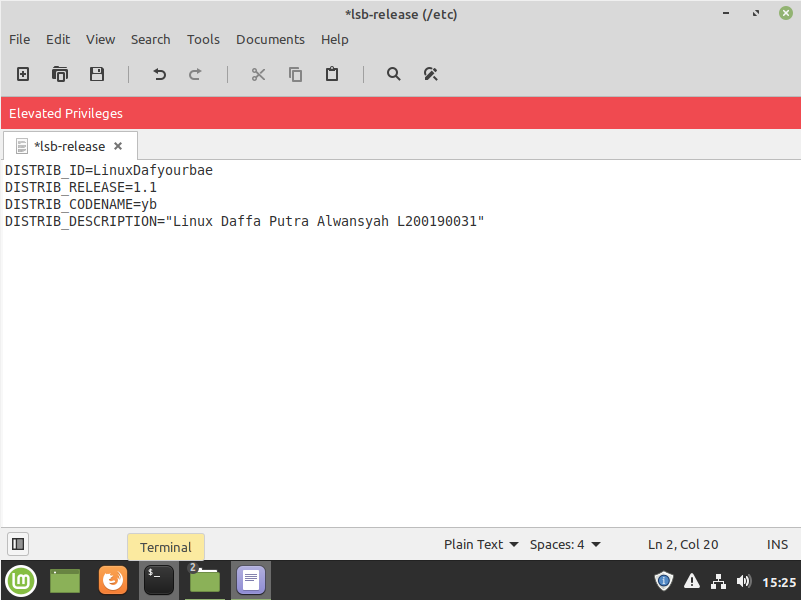 *lsb-release (/etc)
File Edit View Search Tools Documents Help
Elevated Privileges
*lsb-release
DISTRIB_ID=LinuxDafyourbae
DISTRIB_RELEASE=1.1
DISTRIB_CODENAME=yb
DISTRIB_DESCRIPTION="Linux Daffa Putra Alwansyah L200190031"
Terminal
Plain Text Spaces: 4 Ln 2, Col 20 INS
$_
2
15:25